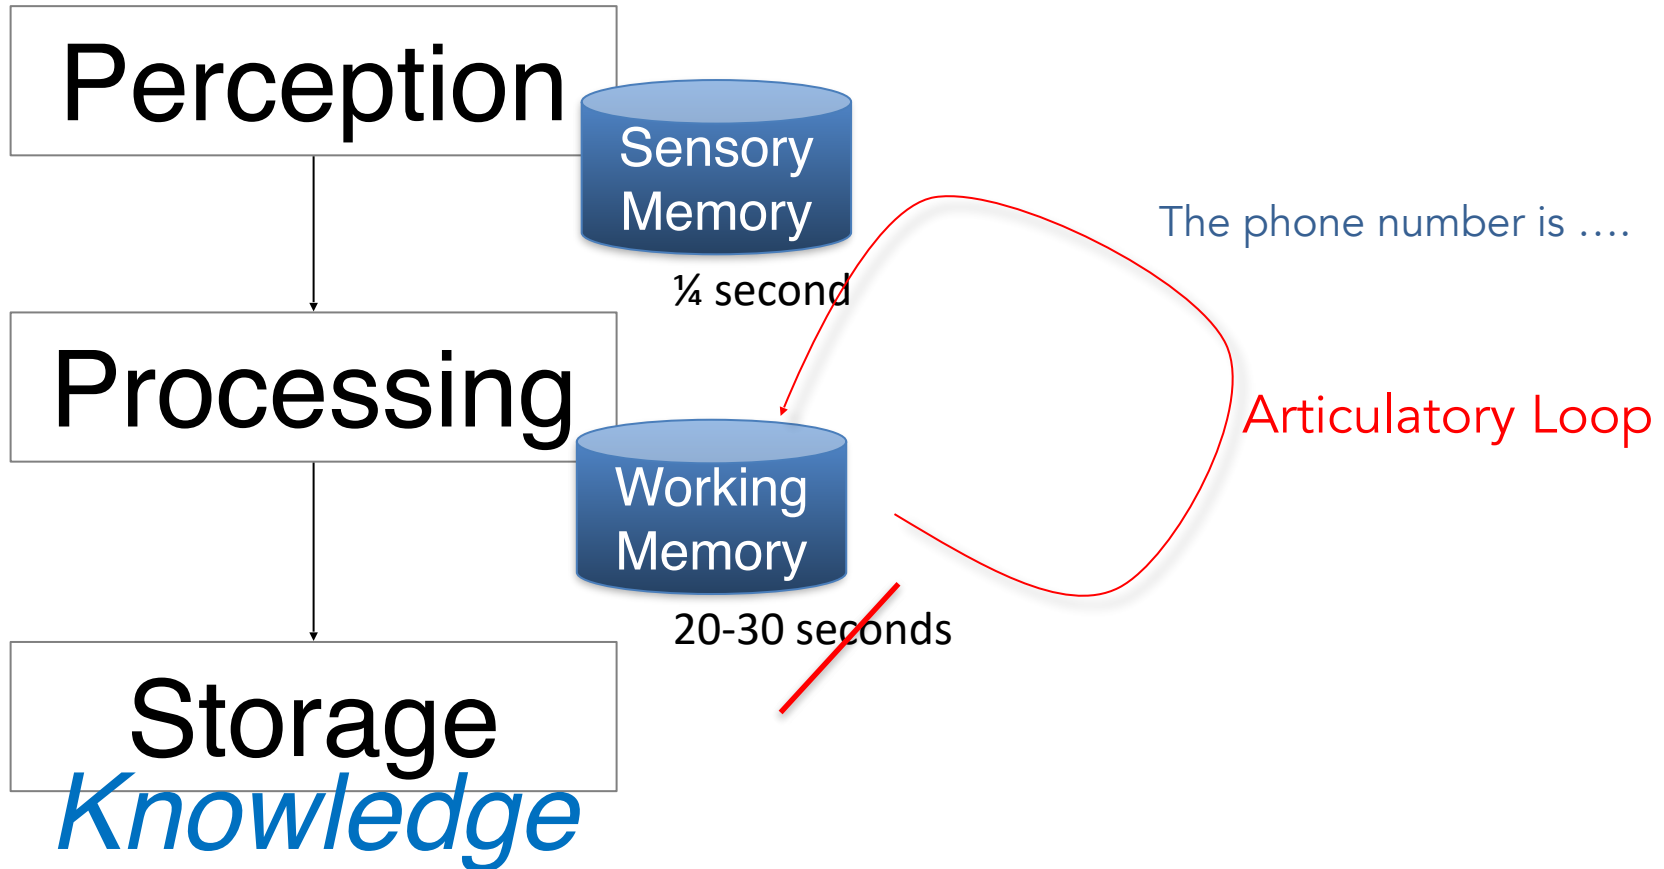 Perception
Sensory
Memory
¼ second
The phone number is ….
Processing
Articulatory Loop
Working
Memory
20-30 seconds
Storage
Knowledge